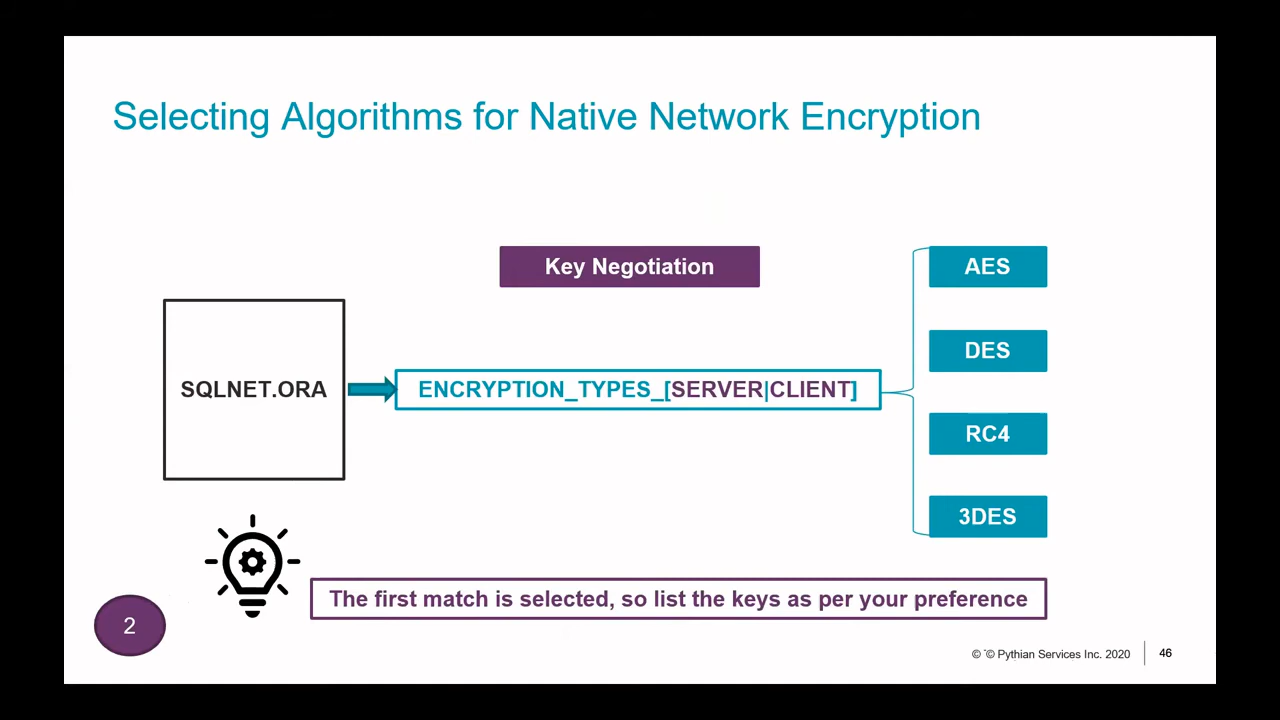 Selecting Algorithms for Native Network Encryption
Key Negotiation
SQLNET.ORA
ENCRYPTION_TYPES_[SERVER|CLIENT]
AES
DES
RC4
3DES
The first match is selected, so list the keys as per your preference
2
© ˆ© Pythian Services Inc. 2020
46